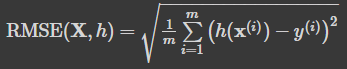 RMSE(𝐗, h) = √( 1/m ∑_{i=1}^{m} (h(𝐱^{(i)}) − y^{(i)})² )